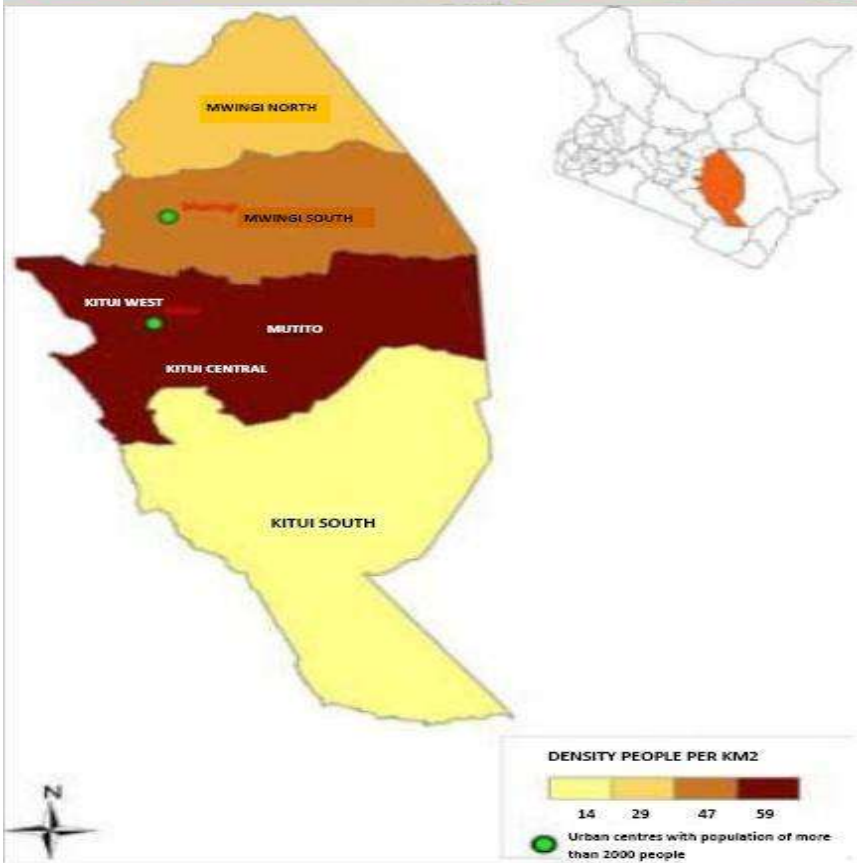 MWINGI NORTH
MWINGI SOUTH
KITUI WEST
MUTITO
KITUI CENTRAL
KITUI SOUTH
N
DENSITY PEOPLE PER KM2
14 29 47 59
Urban centres with population of more
than 2000 people